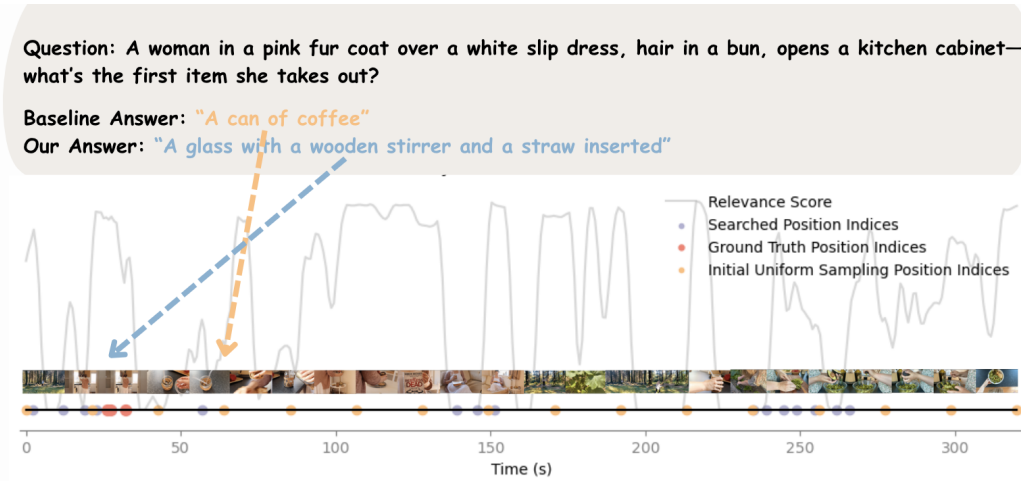 Question: A woman in a pink fur coat over a white slip dress, hair in a bun, opens a kitchen cabinet—
what's the first item she takes out?
Baseline Answer: “A can of coffee”
Our Answer: “A glass with a wooden stirrer and a straw inserted”
Relevance Score
Searched Position Indices
Ground Truth Position Indices
Initial Uniform Sampling Position Indices
0 50 100 150 200 250 300
Time (s)